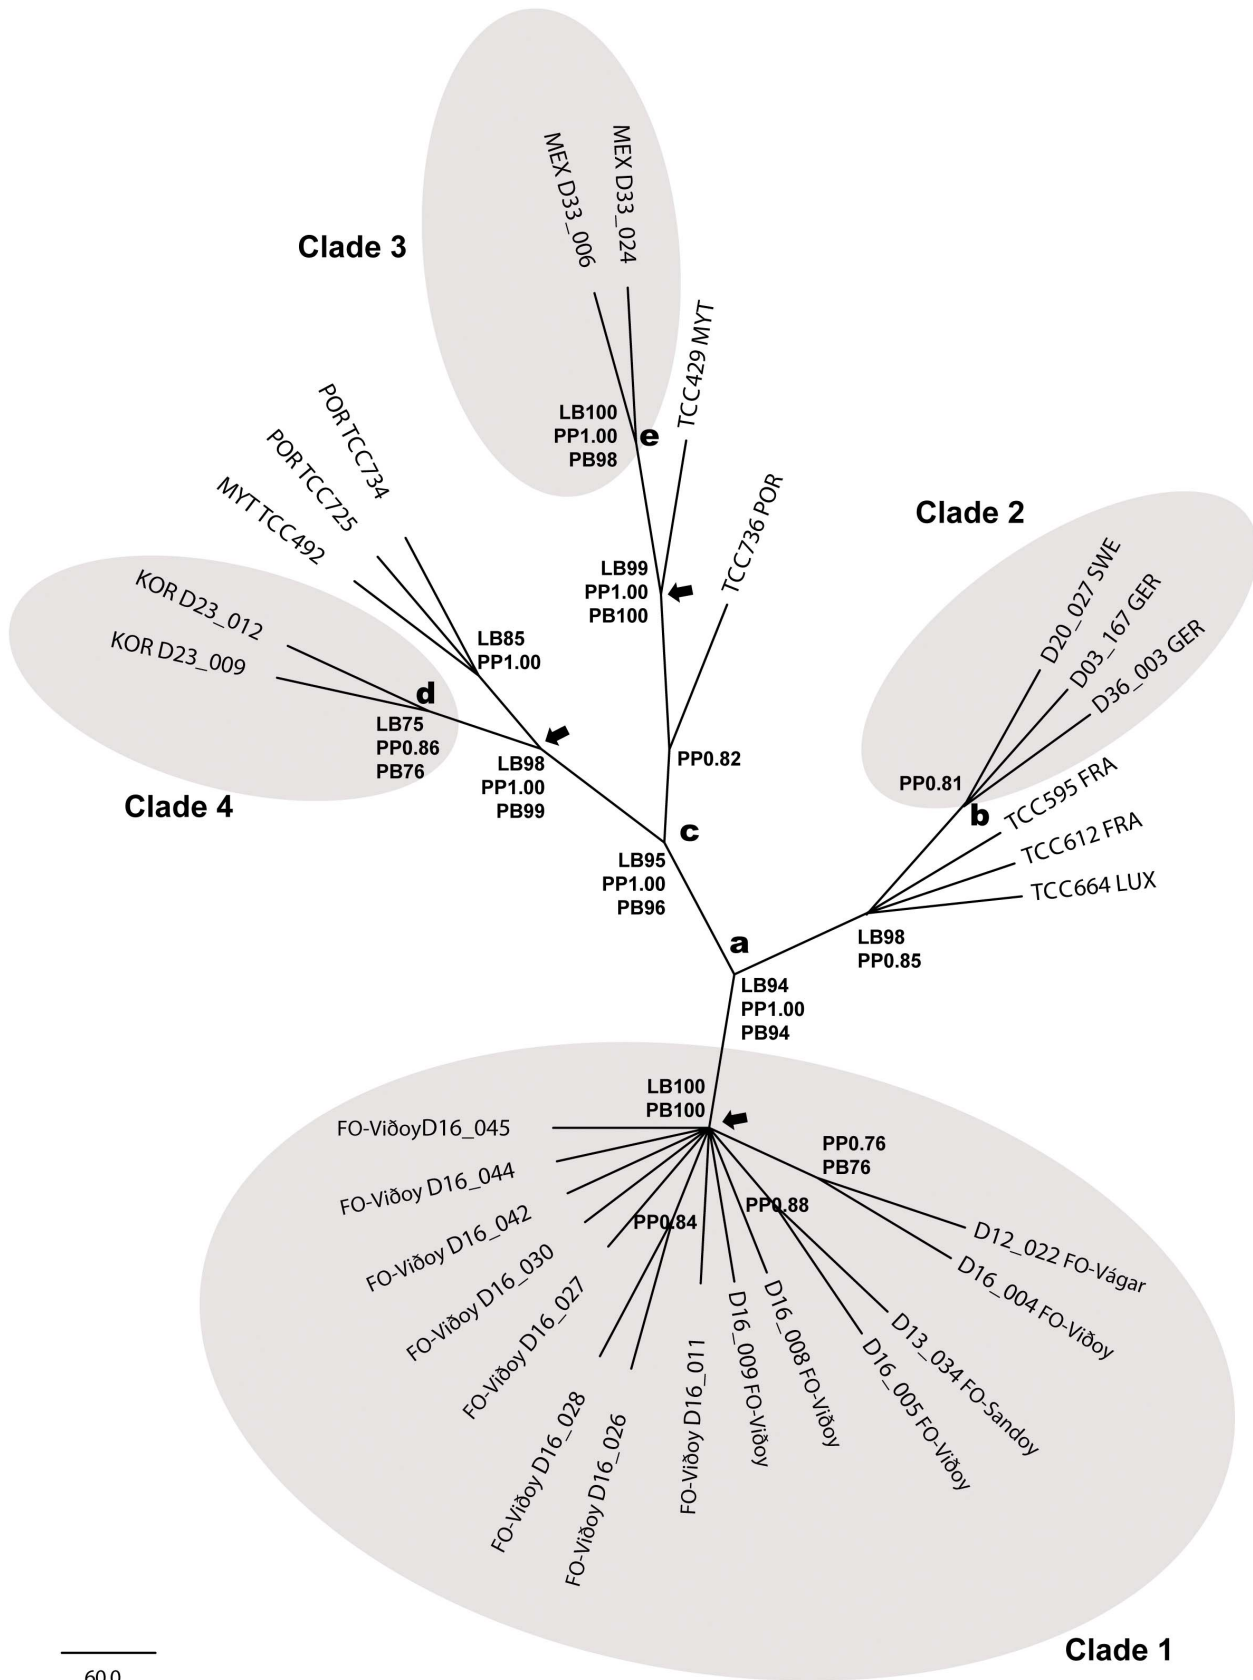 MEX D33_006
MEX D33_024
Clade 3
TCC429 MYT
LB100
PP1.00
PB98
e
POR TCC734
POR TCC725
MYT TCC492
TCC736 POR
Clade 2
D20_027 SWE
D03_167 GER
D36_003 GER
LB99
PP1.00
PB100
KOR D23_012
KOR D23_009
LB85
PP1.00
d
LB75
PP0.86
PB76
LB98
PP1.00
PB99
Clade 4
PP0.82
PP0.81
b
TCC595 FRA
TCC612 FRA
TCC664 LUX
c
LB95
PP1.00
PB96
a
LB98
PP0.85
LB94
PP1.00
PB94
LB100
PB100
FO-ViðoyD16_045
FO-Viðoy D16_044
FO-Viðoy D16_042
FO-Viðoy D16_030
FO-Viðoy D16_027
FO-Viðoy D16_028
FO-Viðoy D16_026
FO-Viðoy D16_011
D16_009 FO-Viðoy
D16_008 FO-Viðoy
D16_005 FO-Viðoy
D13_034 FO-Sandoy
D16_004 FO-Viðoy
D12_022 FO-Vágar
PP0.76
PB76
PP0.88
PP0.84
Clade 1
60.0